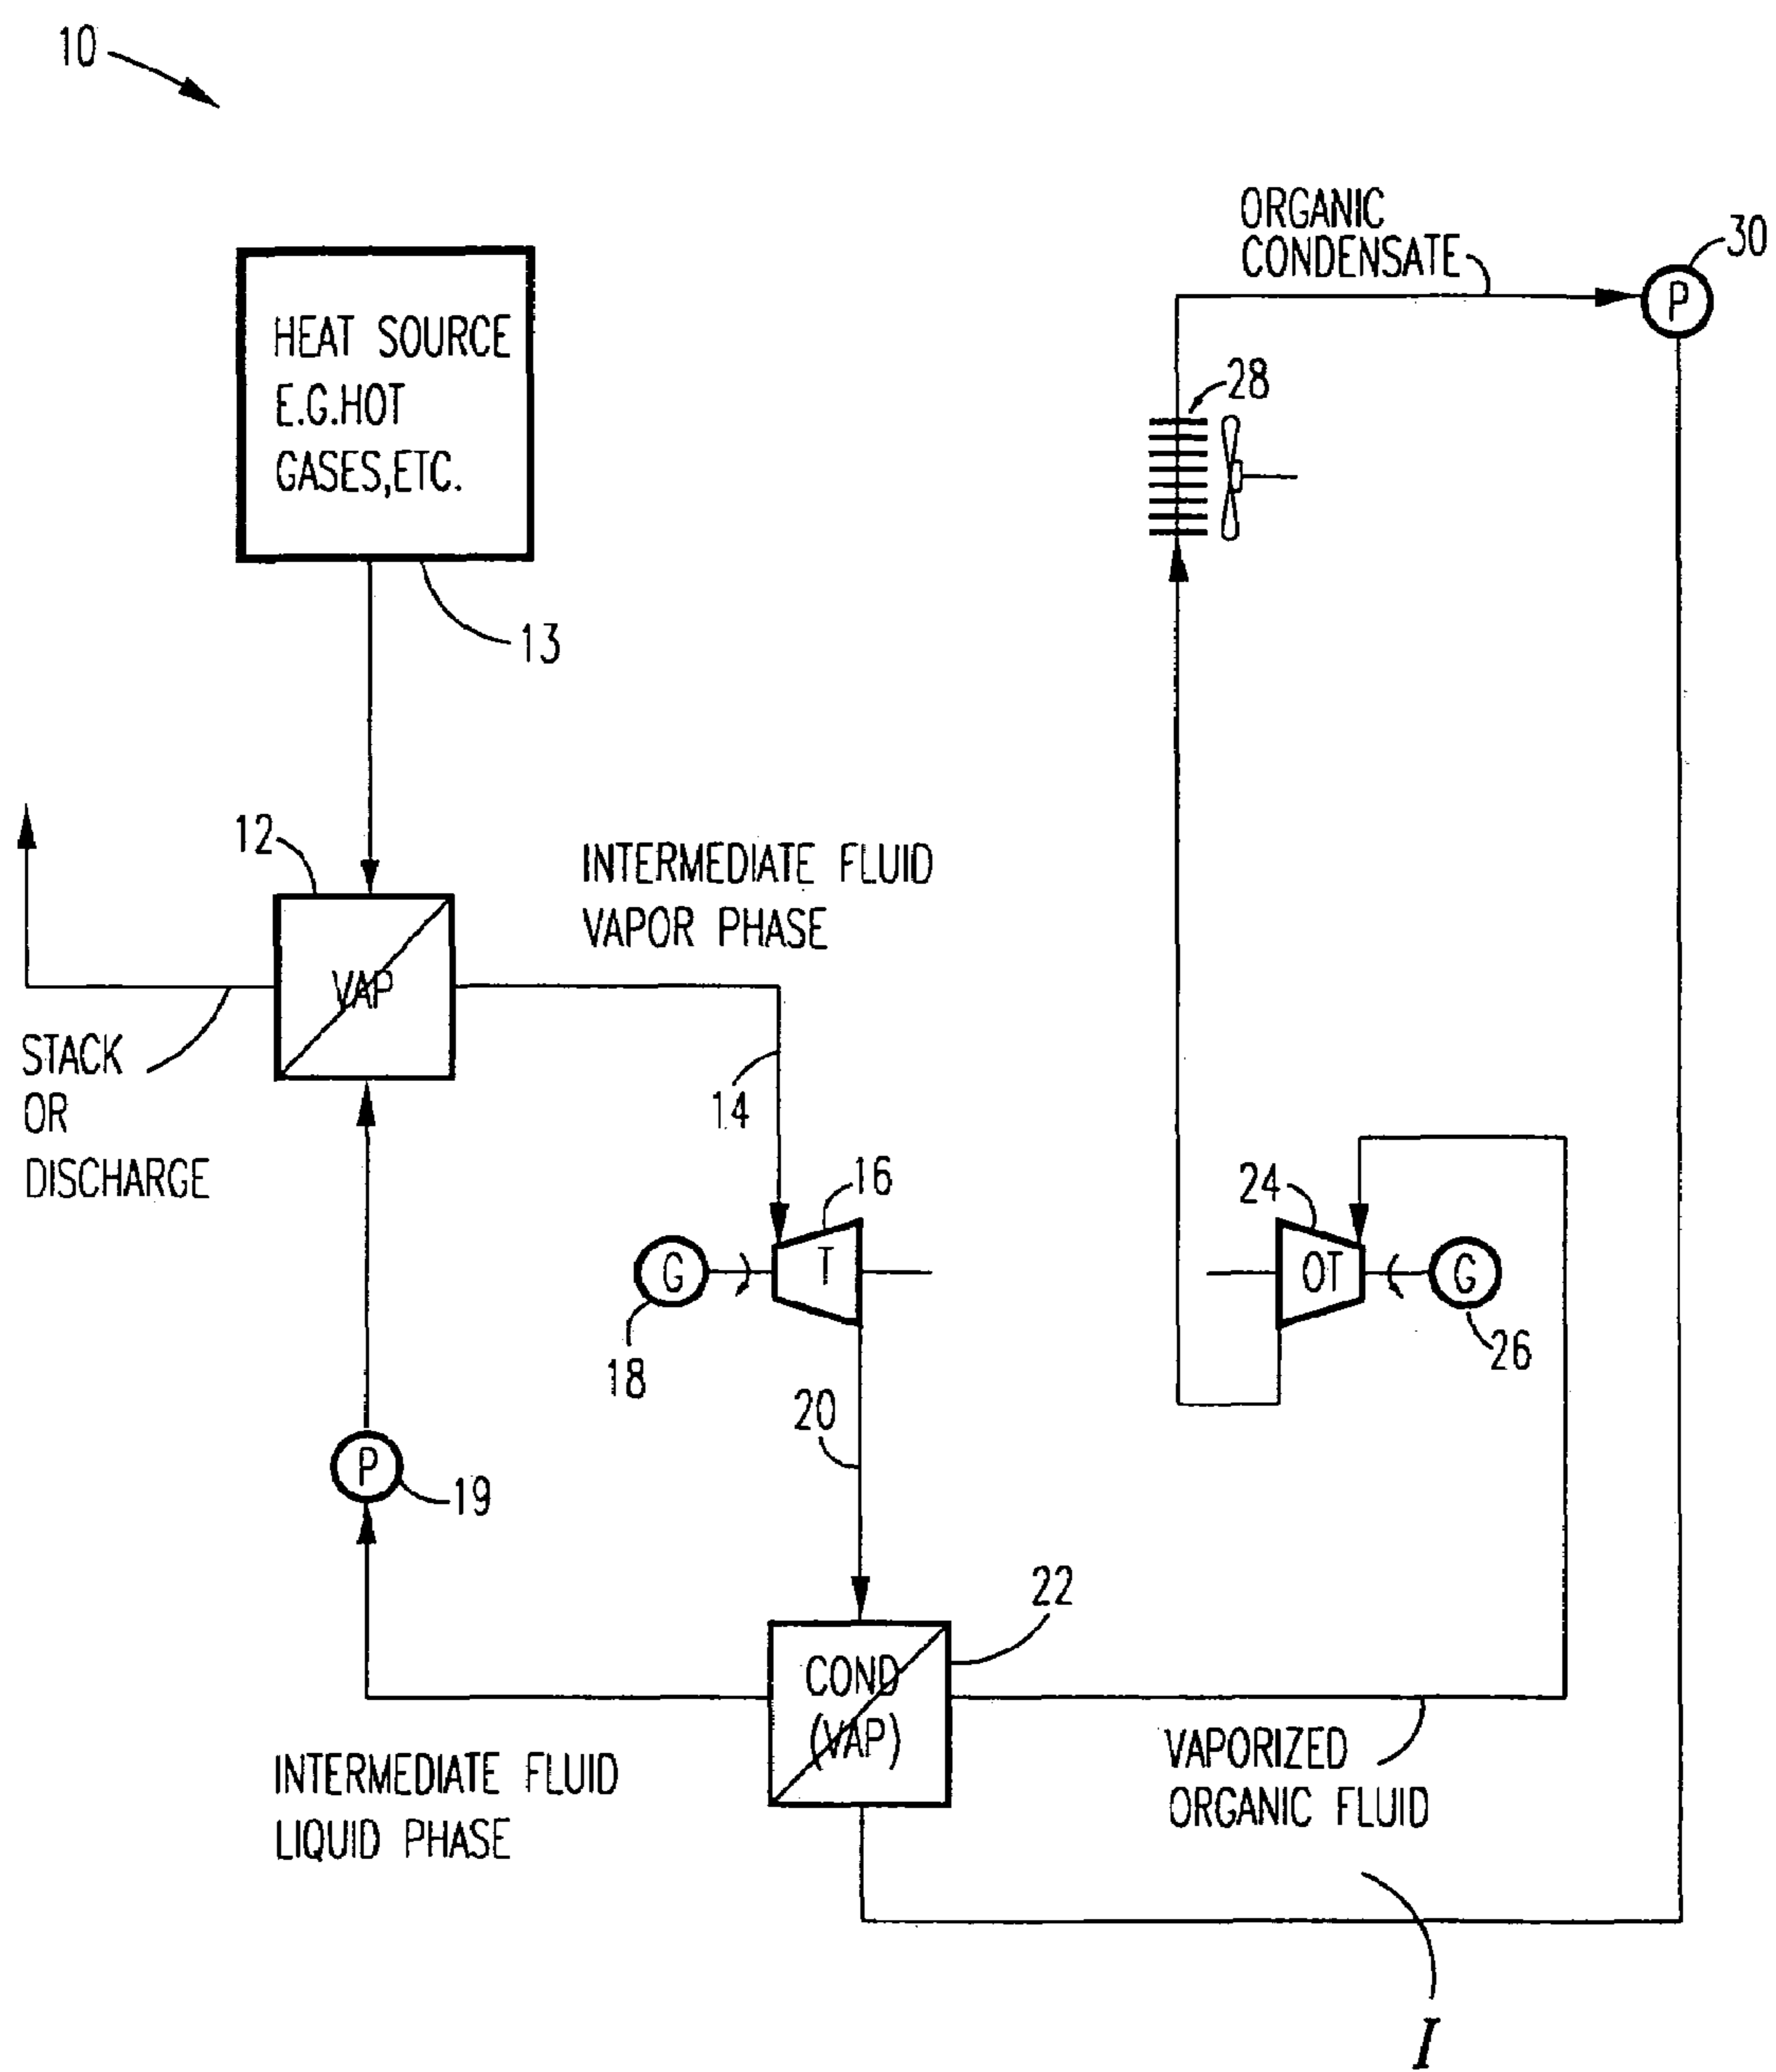 10
ORGANIC
CONDENSATE
30
HEAT SOURCE
E.G.HOT
GASES,ETC.
28
13
12
INTERMEDIATE FLUID
VAPOR PHASE
VAP
STACK
OR
DISCHARGE
14
16
24
G
T
OT
G
18
26
20
P
19
22
COND
(VAP)
INTERMEDIATE FLUID
LIQUID PHASE
VAPORIZED
ORGANIC FLUID
P
I